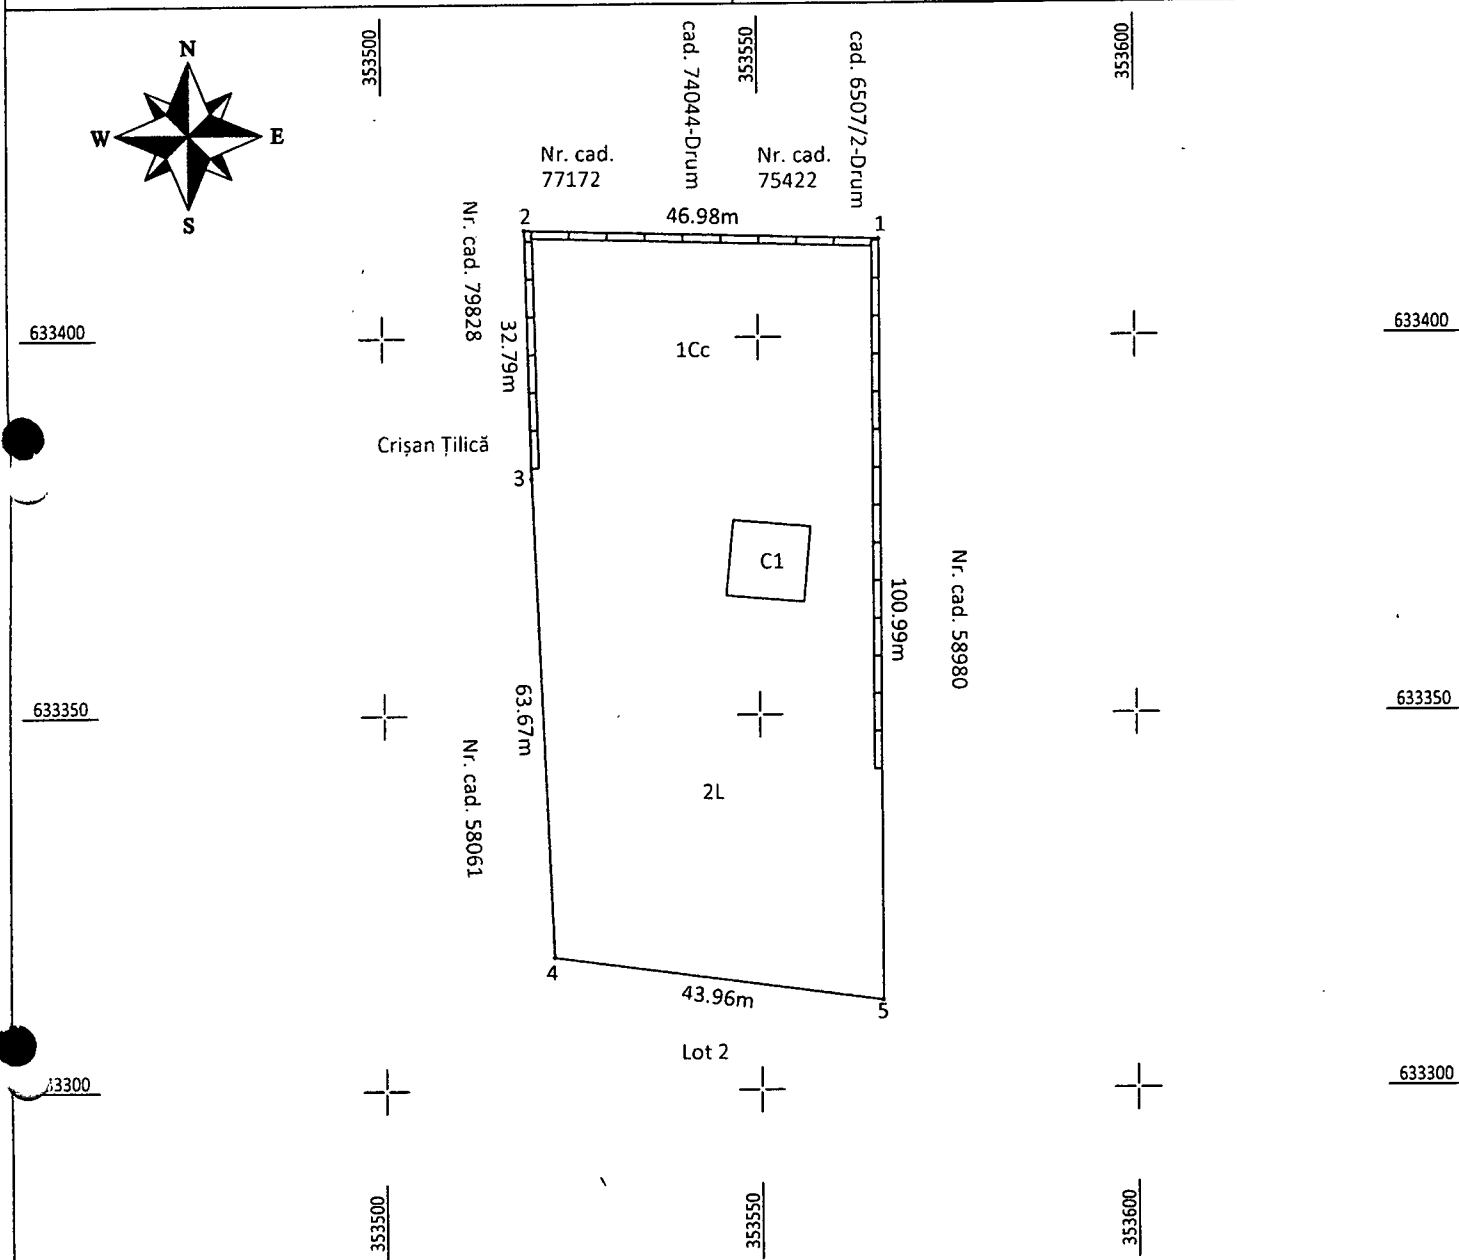 353500
353550
353600
N
W
E
S
cad. 74044-Drum
cad. 6507/2-Drum
Nr. cad.
77172
Nr. cad.
75422
2
46.98m
1
Nr. cad. 79828
633400
633400
32.79m
1Cc
Crișan Țilică
3
C1
100.99m
Nr. cad. 58980
633350
633350
63.67m
Nr. cad. 58061
2L
4
43.96m
5
Lot 2
3300
633300
353500
353550
353600